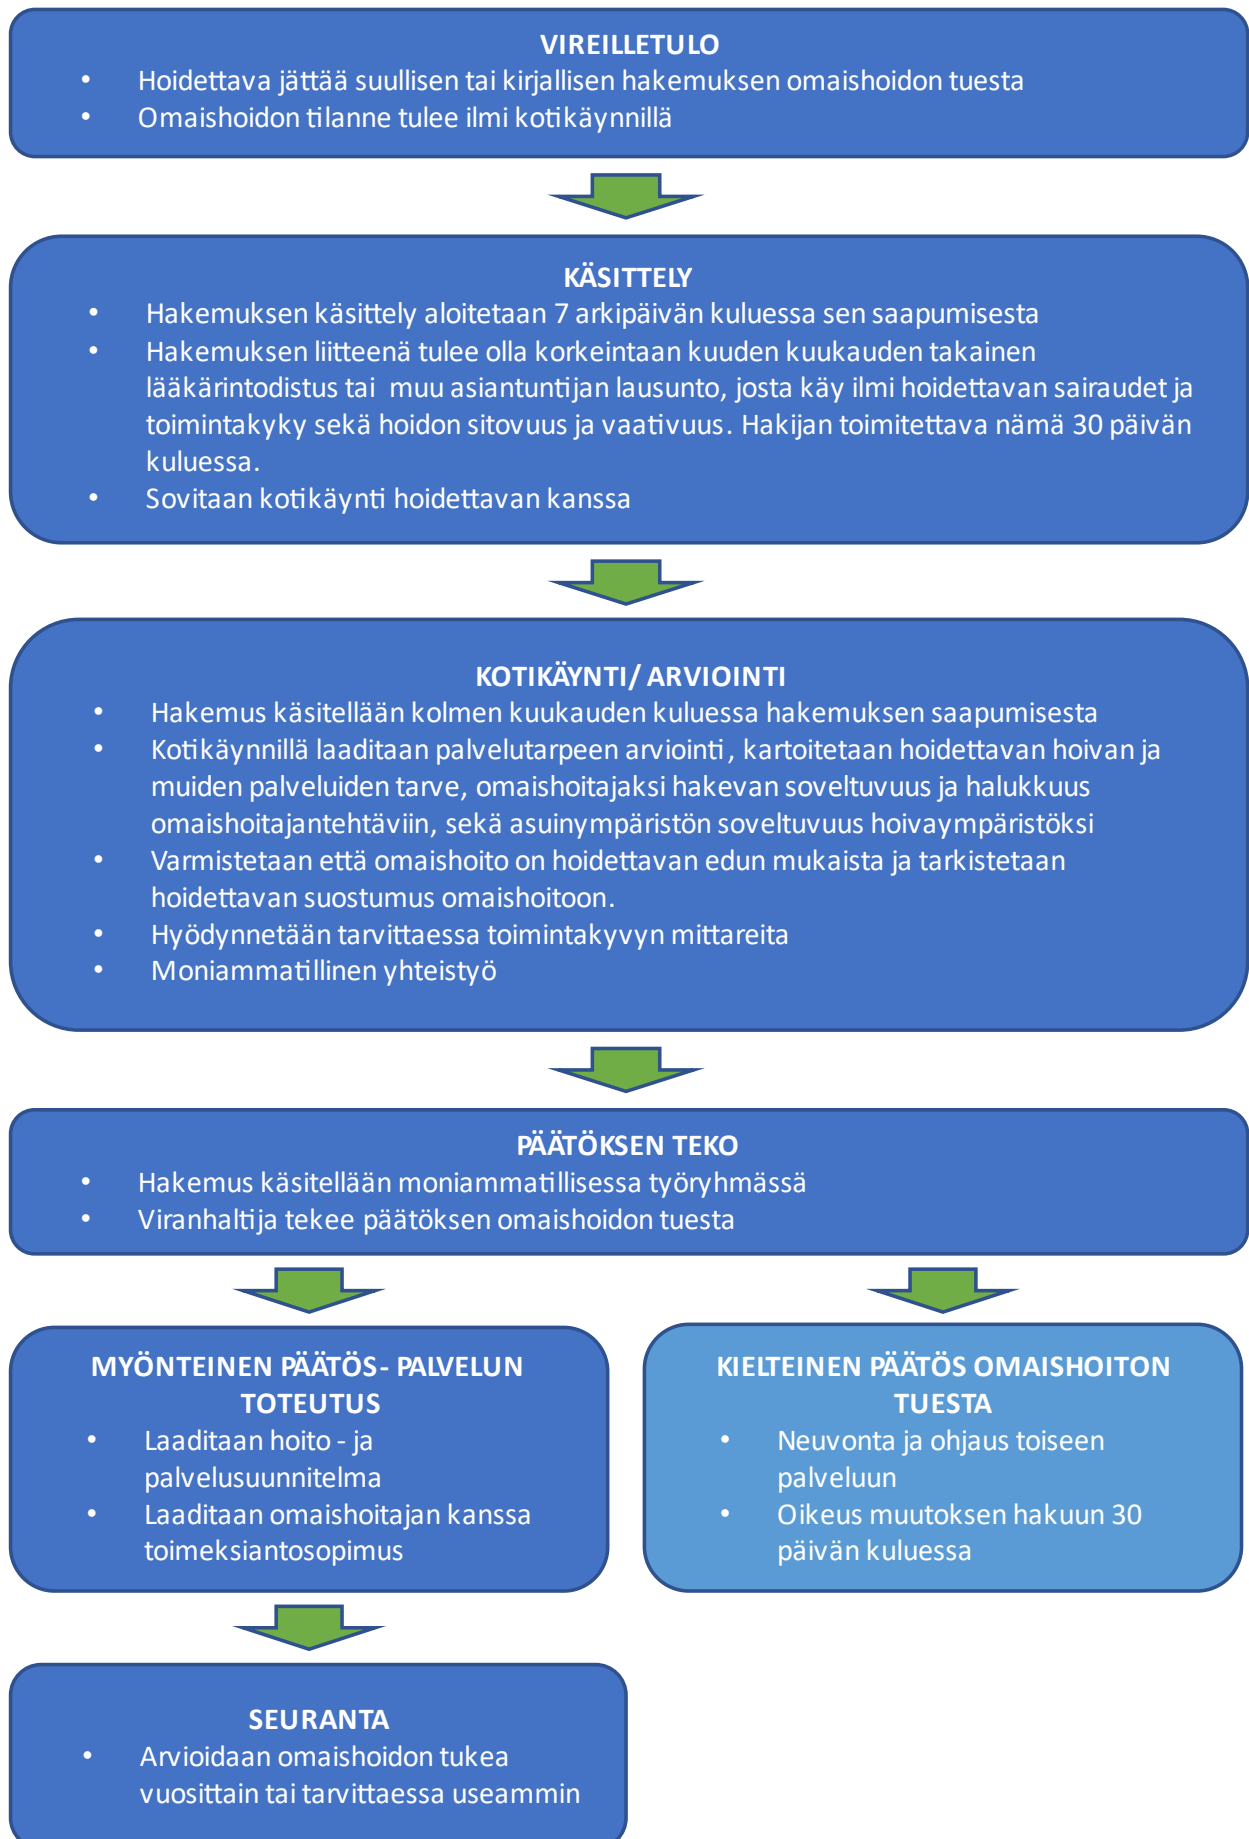 VIREILLETULO
• Hoidettava jättää suullisen tai kirjallisen hakemuksen omaishoidon tuesta
• Omaishoidon tilanne tulee ilmi kotikäynnillä
KÄSITTELY
• Hakemuksen käsittely aloitetaan 7 arkipäivän kuluessa sen saapumisesta
• Hakemuksen liitteenä tulee olla korkeintaan kuuden kuukauden takainen
lääkärintodistus tai muu asiantuntijan lausunto, josta käy ilmi hoidettavan sairaudet ja
toimintakyky sekä hoidon sitovuus ja vaativuus. Hakijan toimitettava nämä 30 päivän
kuluessa.
• Sovitaan kotikäynti hoidettavan kanssa
KOTIKÄYNTI/ ARVIOINTI
• Hakemus käsitellään kolmen kuukauden kuluessa hakemuksen saapumisesta
• Kotikäynnillä laaditaan palvelutarpeen arviointi, kartoitetaan hoidettavan hoivan ja
muiden palveluiden tarve, omaishoitajaksi hakevan soveltuvuus ja halukkuus
omaishoitajantehtäviin, sekä asuinympäristön soveltuvuus hoivaympäristöksi
• Varmistetaan että omaishoito on hoidettavan edun mukaista ja tarkistetaan
hoidettavan suostumus omaishoitoon.
• Hyödynnetään tarvittaessa toimintakyvyn mittareita
• Moniammatillinen yhteistyö
PÄÄTÖKSEN TEKO
• Hakemus käsitellään moniammatillisessa työryhmässä
• Viranhaltija tekee päätöksen omaishoidon tuesta
MYÖNTEINEN PÄÄTÖS- PALVELUN
TOTEUTUS
• Laaditaan hoito - ja
palvelusuunnitelma
• Laaditaan omaishoitajan kanssa
toimeksiantosopimus
KIELTEINEN PÄÄTÖS OMAISHOITON
TUESTA
• Neuvonta ja ohjaus toiseen
palveluun
• Oikeus muutoksen hakuun 30
päivän kuluessa
SEURANTA
• Arvioidaan omaishoidon tukea
vuosittain tai tarvittaessa useammin